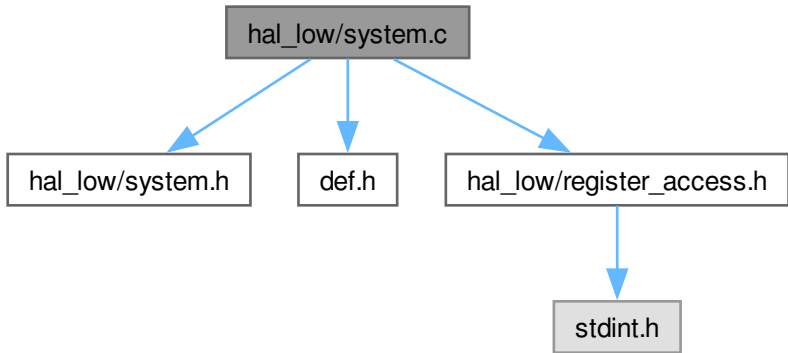 hal_low/system.c
hal_low/system.h
def.h
hal_low/register_access.h
stdint.h